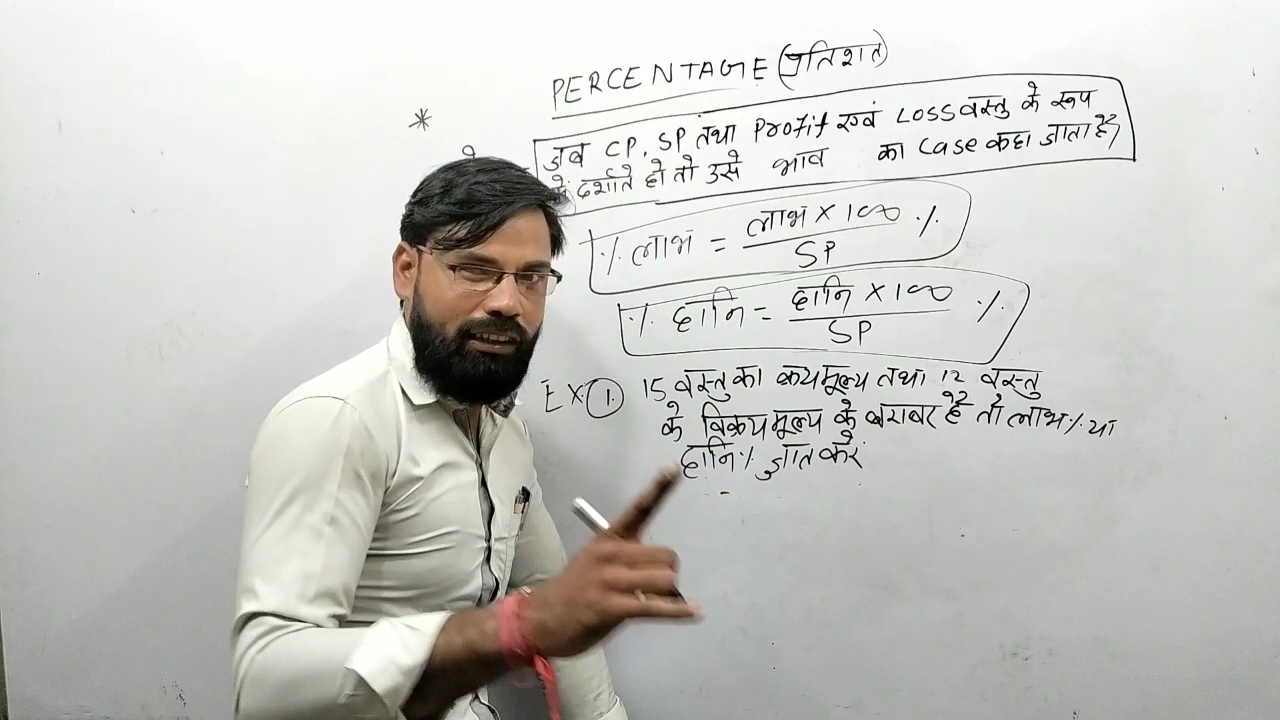 PERCENTAGE (प्रतिशत)
*
जब CP, SP तथा Profit एवं Loss वस्तु के रूप
में दर्शाते हो तो उसे भाव का Case कहा जाता है
% लाभ = लाभ × 100 / SP %
% हानि = हानि × 100 / SP %
Ex. 1. 15 वस्तु का क्रयमूल्य तथा 12 वस्तु
के विक्रयमूल्य के बराबर है तो लाभ % या
हानि % ज्ञात करें